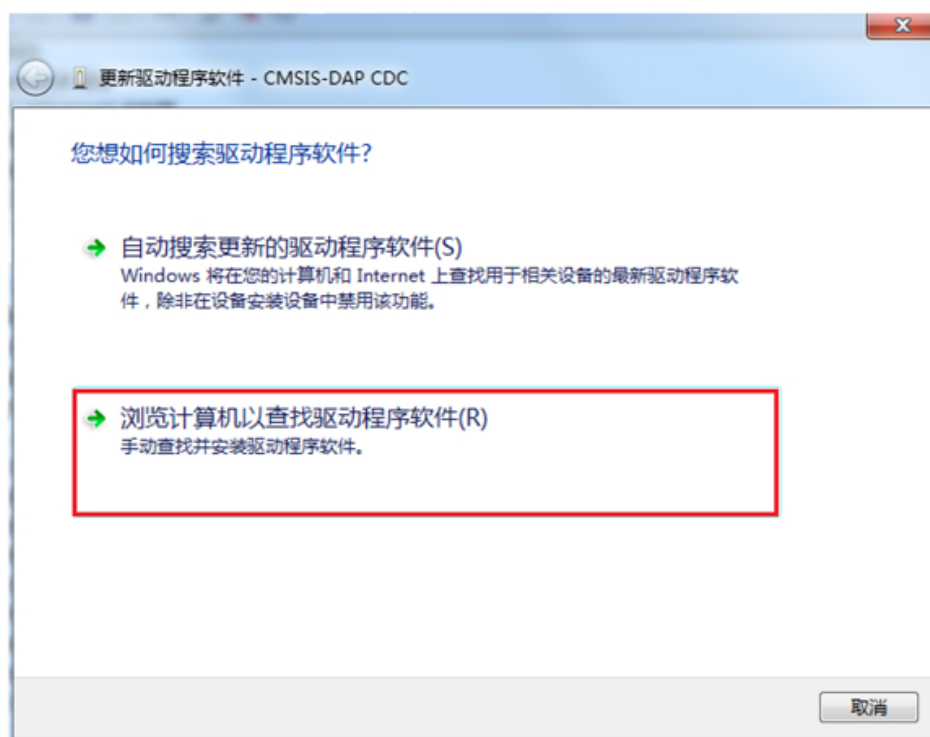 更新驱动程序软件 - CMSIS-DAP CDC
您想如何搜索驱动程序软件?
自动搜索更新的驱动程序软件(S)
Windows 将在您的计算机和 Internet 上查找用于相关设备的最新驱动程序软
件，除非在设备安装设备中禁用该功能。
浏览计算机以查找驱动程序软件(R)
手动查找并安装驱动程序软件。
取消